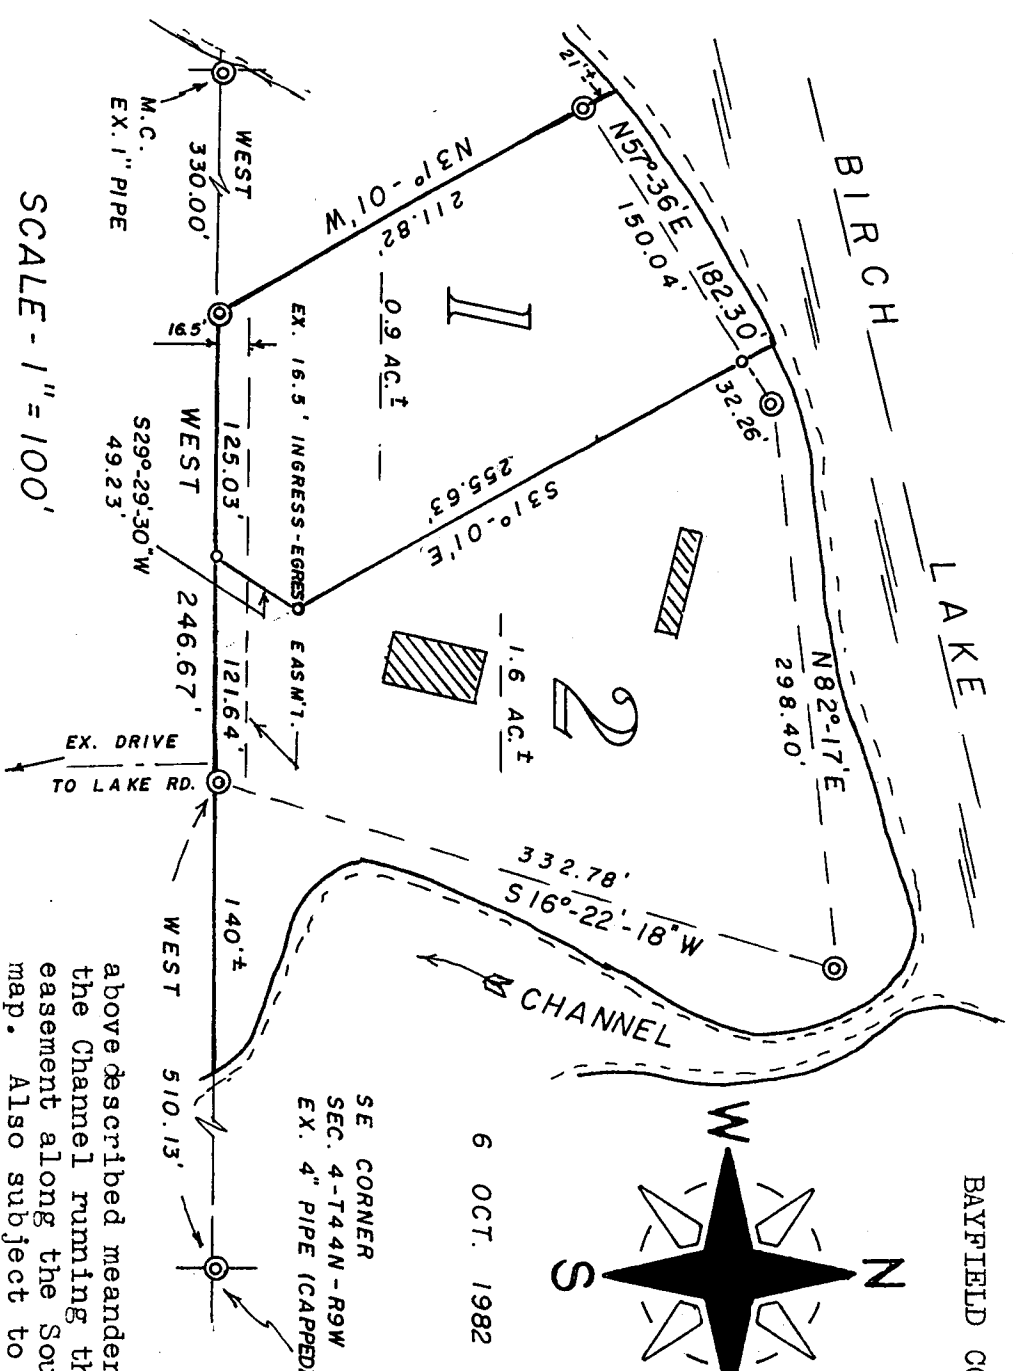 BAYFIELD CO
BIRCH LAKE
21'±
N57°-36'E 182.30'
150.04'
32.26'
N82°-17'E
298.40'
N31°-01'W
211.82'
1
0.9 AC.±
S31°-01'E
255.63'
2
1.6 AC.±
332.78'
S16°-22'-18"W
CHANNEL
EX. 16.5' INGRESS-EGRESS EASM'T.
WEST
330.00'
M.C.
EX. 1" PIPE
16.5'
125.03'
WEST
246.67'
121.64'
S29°-29'-30"W
49.23'
EX. DRIVE
TO LAKE RD.
140'±
WEST 510.13'
SE CORNER
SEC. 4-T44N-R9W
EX. 4" PIPE (CAPPED)
6 OCT. 1982
N
W
S
SCALE - 1" = 100'
above described meander
the Channel running th
easement along the Sou
map. Also subject to